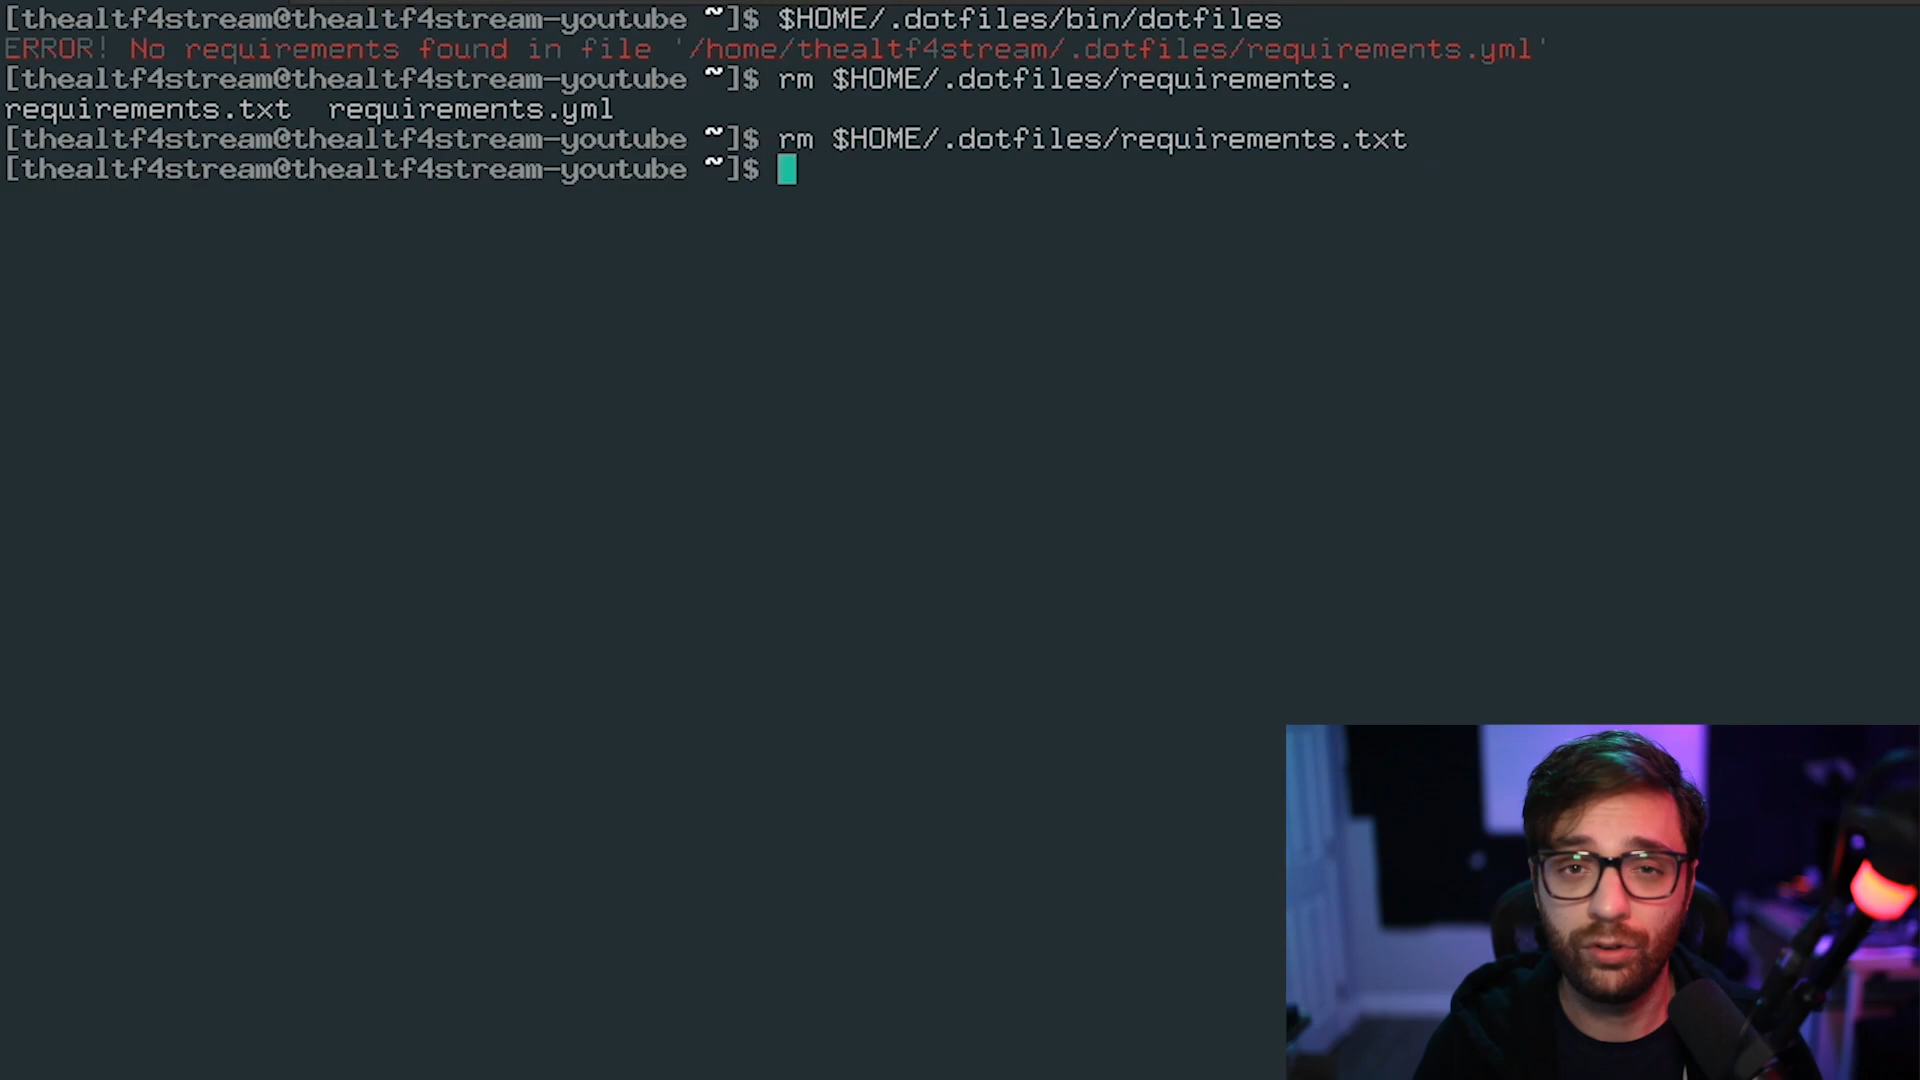 [thealtf4stream@thealtf4stream-youtube ~]$ $HOME/.dotfiles/bin/dotfiles
ERROR! No requirements found in file '/home/thealtf4stream/.dotfiles/requirements.yml'
[thealtf4stream@thealtf4stream-youtube ~]$ rm $HOME/.dotfiles/requirements.
requirements.txt  requirements.yml
[thealtf4stream@thealtf4stream-youtube ~]$ rm $HOME/.dotfiles/requirements.txt
[thealtf4stream@thealtf4stream-youtube ~]$